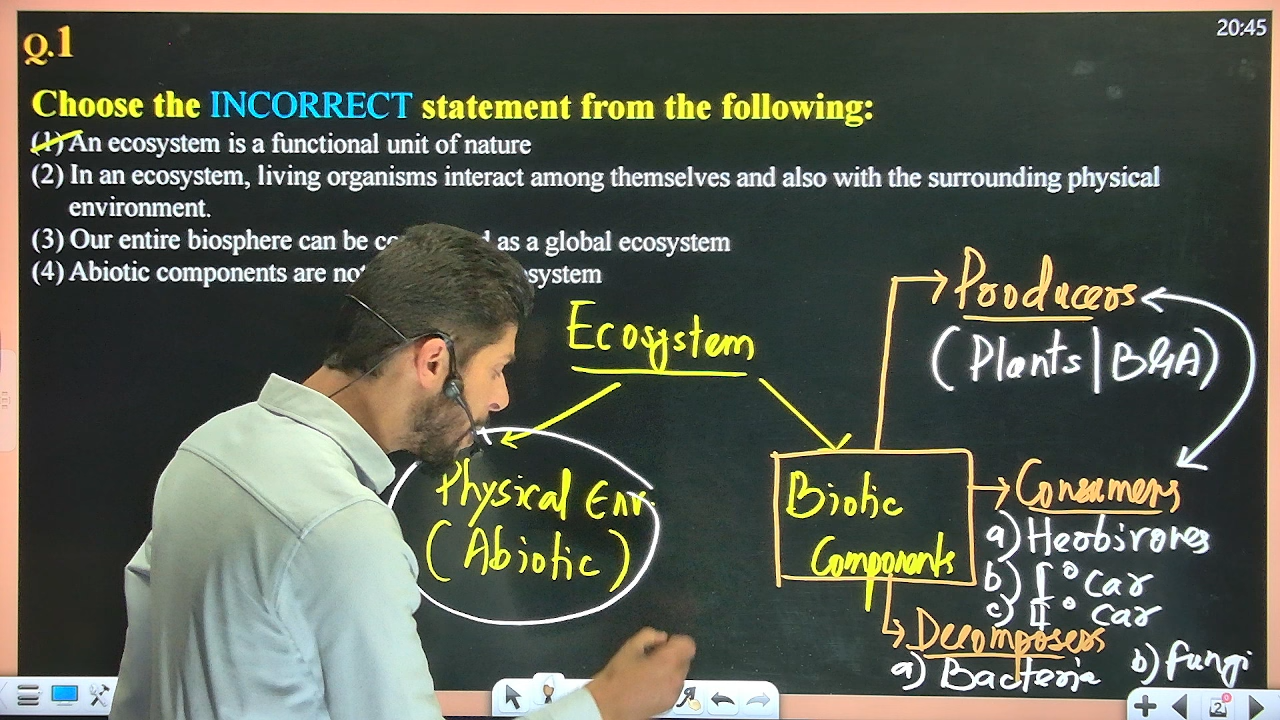 20:45
Q.1
Choose the INCORRECT statement from the following:
(1) An ecosystem is a functional unit of nature
(2) In an ecosystem, living organisms interact among themselves and also with the surrounding physical
environment.
(3) Our entire biosphere can be as a global ecosystem
(4) Abiotic components are not
Ecosystem
Producers
(Plants | BGA)
Physical Env.
(Abiotic)
Biotic
Components
Consumers
a) Herbivores
b) I° Car
c) II° Car
Decomposers
a) Bacteria b) fungi
2